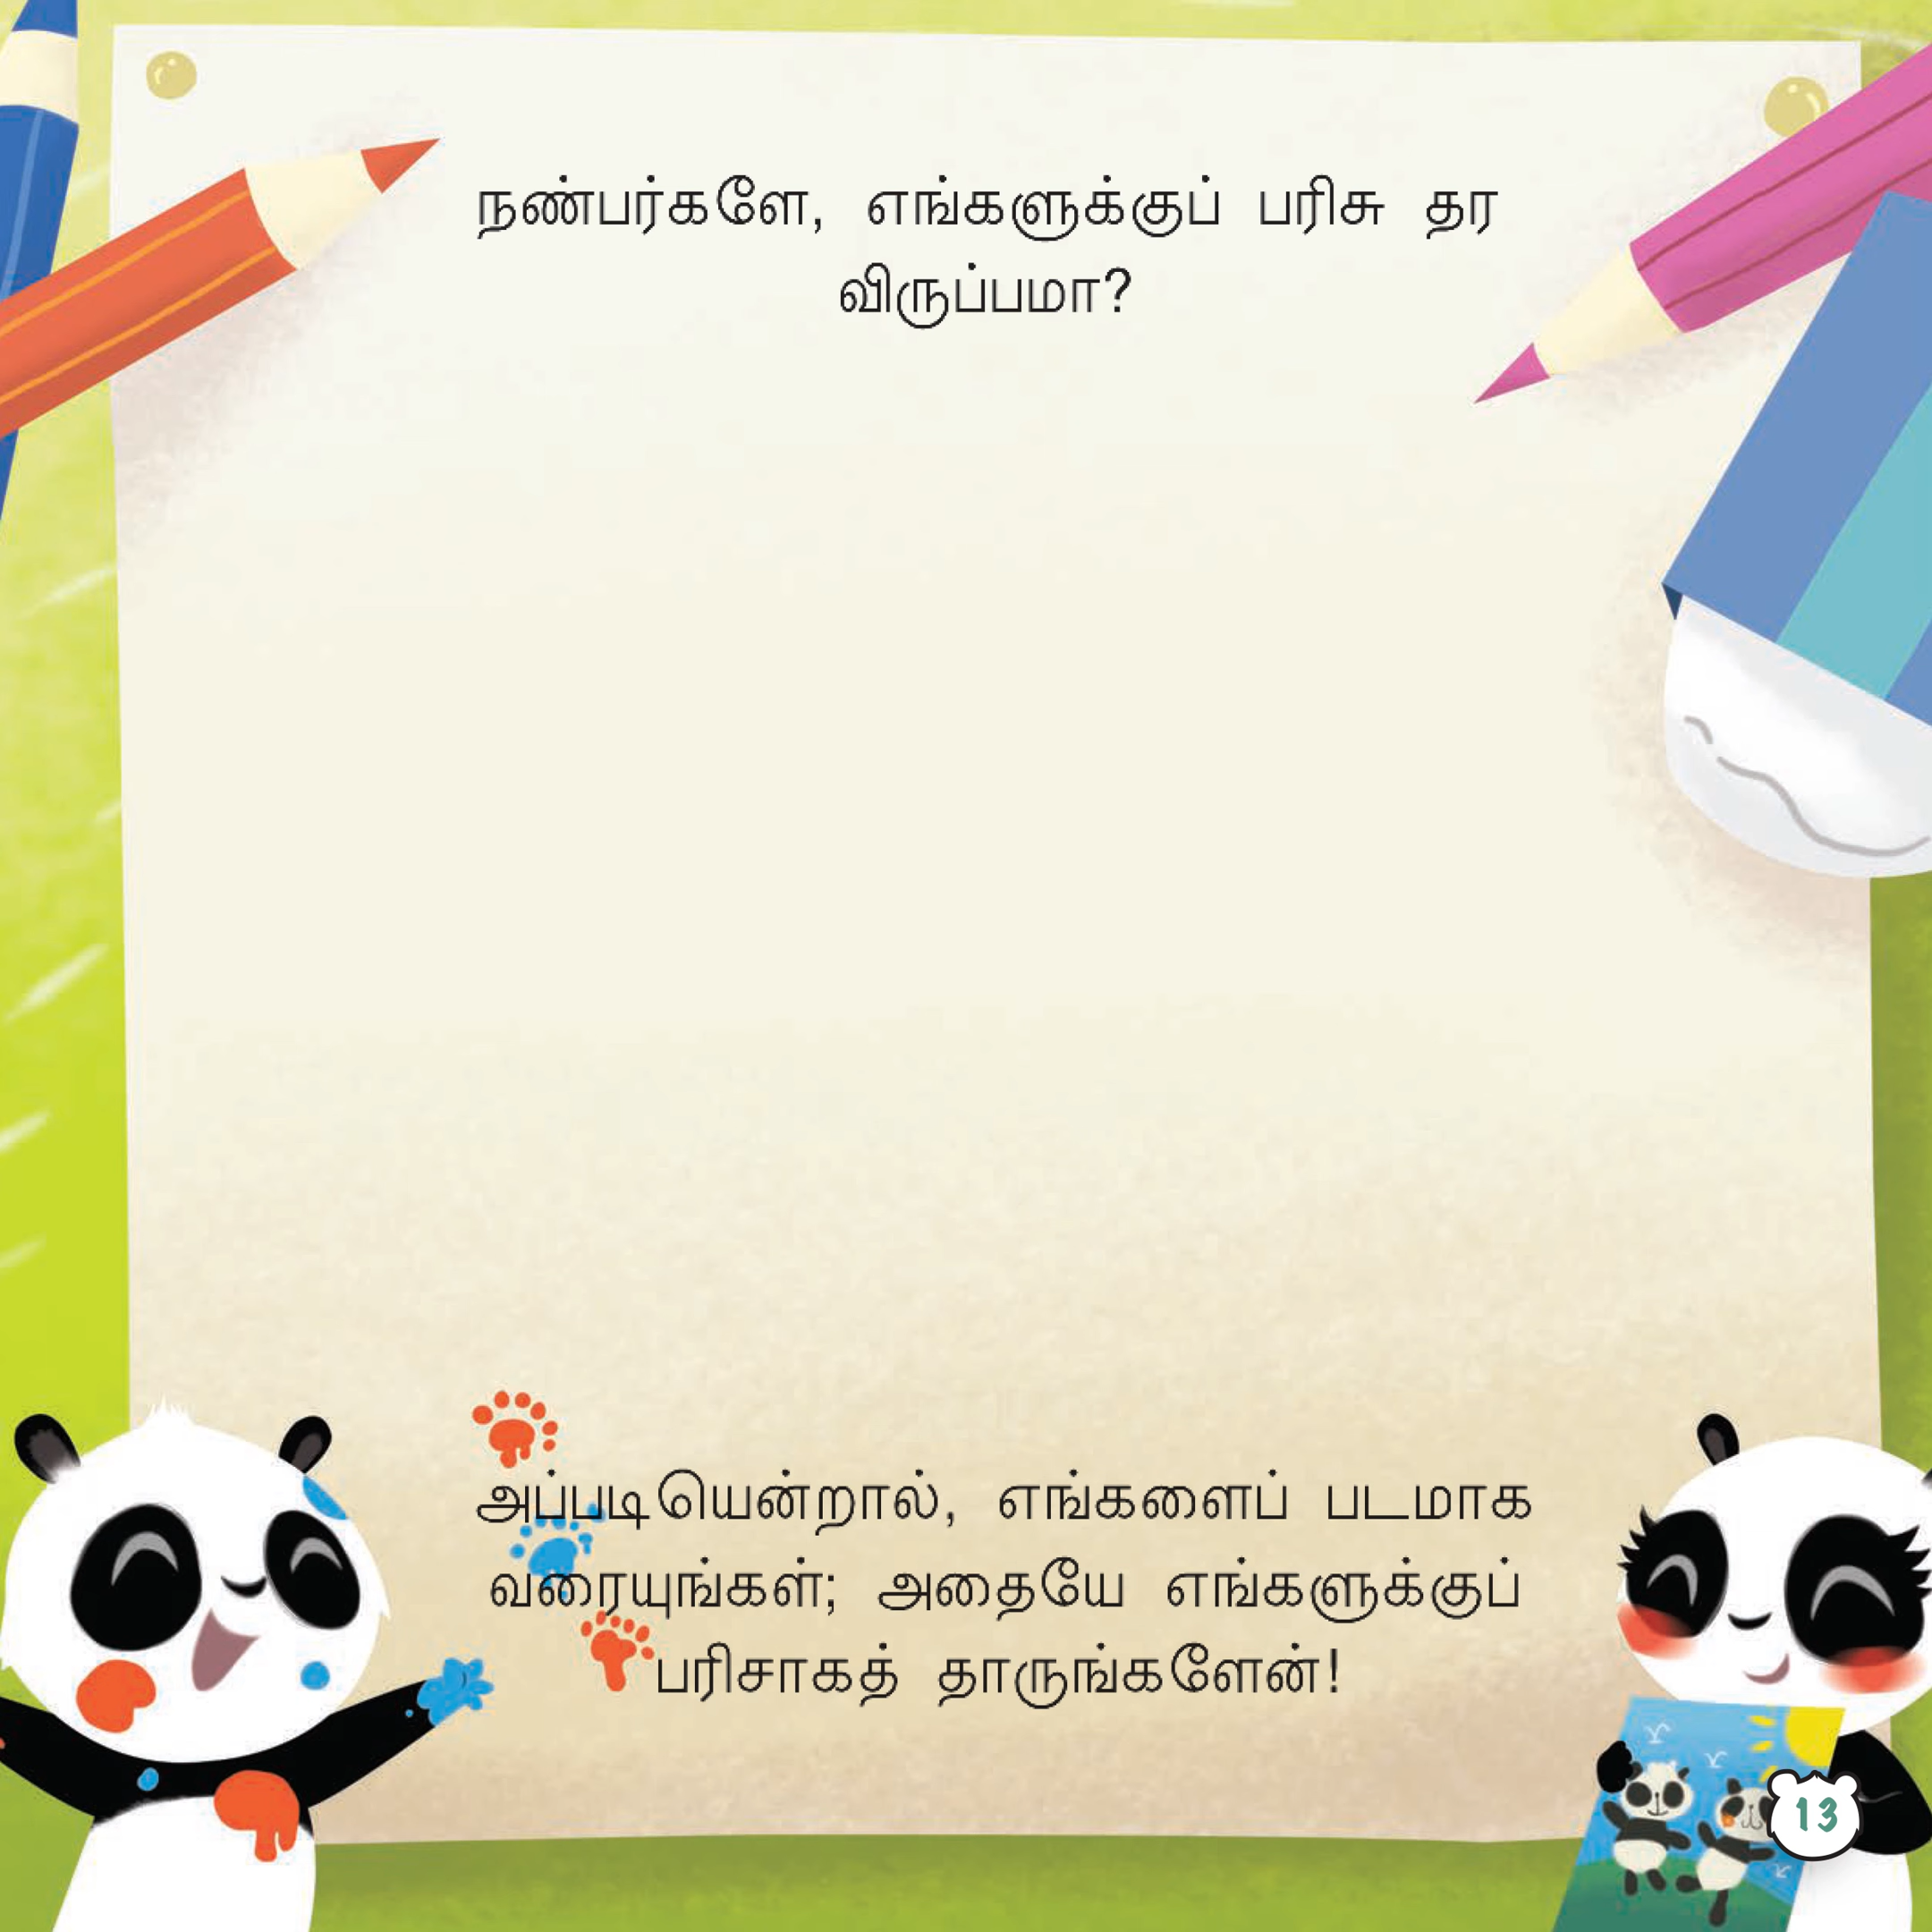 நண்பர்களே, எங்களுக்குப் பரிசு தர
விருப்பமா?
அப்படியென்றால், எங்களைப் படமாக
வரையுங்கள்; அதையே எங்களுக்குப்
பரிசாகத் தாருங்களேன்!
13